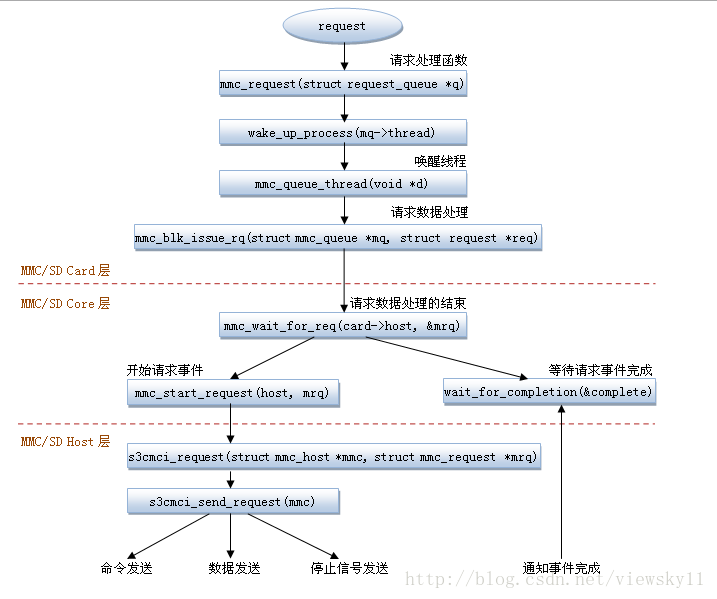 request
请求处理函数
mmc_request(struct request_queue *q)
wake_up_process(mq->thread)
唤醒线程
mmc_queue_thread(void *d)
请求数据处理
mmc_blk_issue_rq(struct mmc_queue *mq, struct request *req)
MMC/SD Card 层
MMC/SD Core 层
请求数据处理的结束
mmc_wait_for_req(card->host, &mrq)
开始请求事件
等待请求事件完成
mmc_start_request(host, mrq)
wait_for_completion(&complete)
MMC/SD Host 层
s3cmci_request(struct mmc_host *mmc, struct mmc_request *mrq)
s3cmci_send_request(mmc)
命令发送
数据发送
停止信号发送
通知事件完成
http://blog.csdn.net/viewsky11